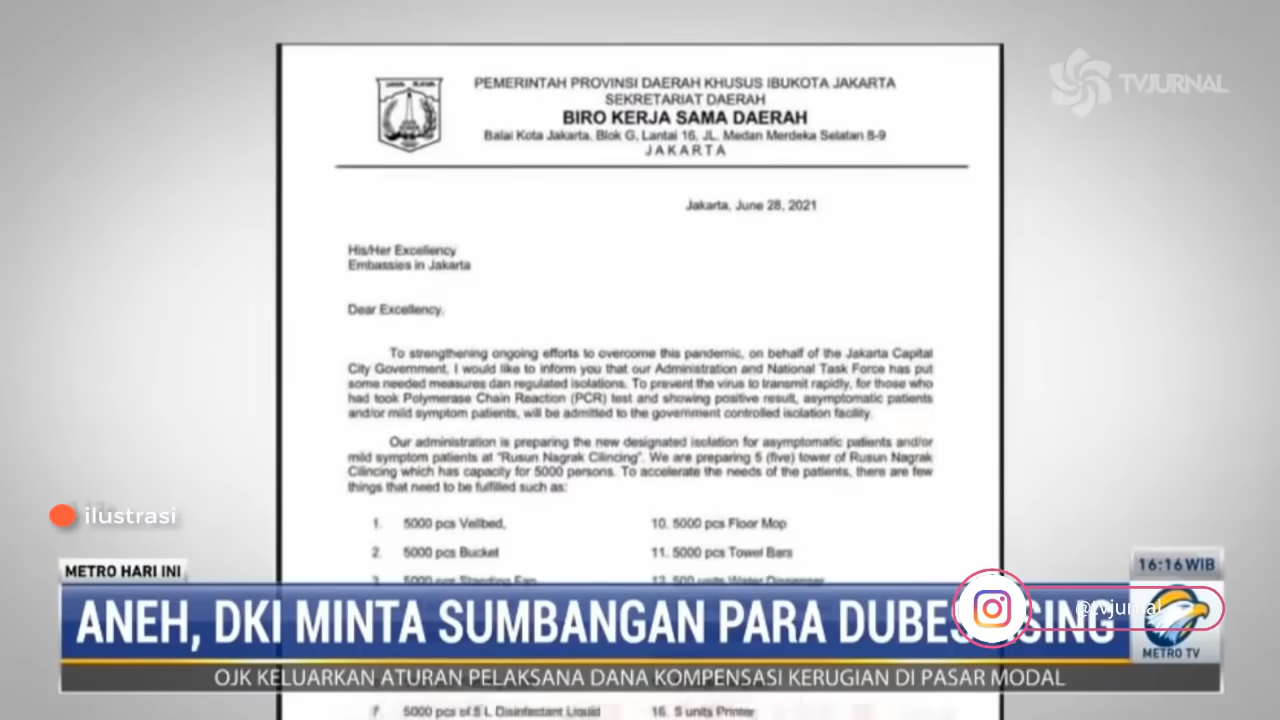 TVJURNAL
PEMERINTAH PROVINSI DAERAH KHUSUS IBUKOTA JAKARTA
SEKRETARIAT DAERAH
BIRO KERJA SAMA DAERAH
Balai Kota Jakarta, Blok G, Lantai 16, JL. Medan Merdeka Selatan 8-9
JAKARTA
Jakarta, June 28, 2021
His/Her Excellency
Embassies in Jakarta
Dear Excellency,
To strengthening ongoing efforts to overcome this pandemic, on behalf of the Jakarta Capital
City Government, I would like to inform you that our Administration and National Task Force has put
some needed measures dan regulated isolations. To prevent the virus to transmit rapidly, for those who
had took Polymerase Chain Reaction (PCR) test and showing positive result, asymptomatic patients
and/or mild symptom patients, will be admitted to the government controlled isolation facility.
Our administration is preparing the new designated isolation for asymptomatic patients and/or
mild symptom patients at "Rusun Nagrak Cilincing". We are preparing 5 (five) tower of Rusun Nagrak
Cilincing which has capacity for 5000 persons. To accelerate the needs of the patients, there are few
things that need to be fulfilled such as:
1. 5000 pcs Veilbed, 10. 5000 pcs Floor Mop
2. 5000 pcs Bucket 11. 5000 pcs Towel Bars
3. 5000 pcs Standing Fan 12. 500 units Water Dispenser
ilustrasi
METRO HARI INI
16:16 WIB
ANEH, DKI MINTA SUMBANGAN PARA DUBES
@tvjurnal
METRO TV
OJK KELUARKAN ATURAN PELAKSANA DANA KOMPENSASI KERUGIAN DI PASAR MODAL
7. 5000 pcs of 5 L Disinfectant Liquid 16. 5 units Printer